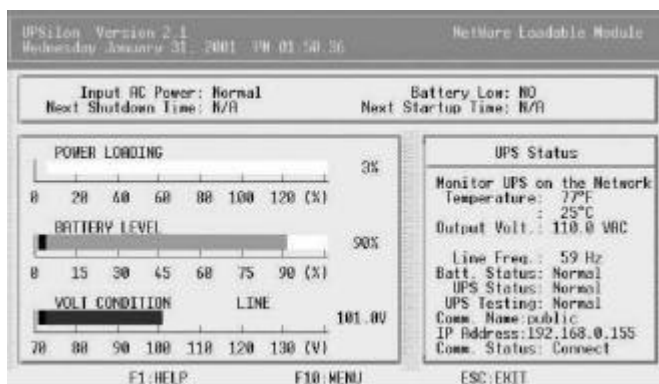 UPSilon Version 2.1
NetWare Loadable Module
Wednesday January 31, 2001 PM 01:50:36
Input AC Power: Normal
Battery Low: NO
Next Shutdown Time: N/A
Next Startup Time: N/A
POWER LOADING
3%
0 20 40 60 80 100 120 (%)
BATTERY LEVEL
90%
0 15 30 45 60 75 90 (%)
VOLT CONDITION LINE
101.0V
70 80 90 100 110 120 130 (V)
UPS Status
Monitor UPS on the Network
Temperature: 77°F
: 25°C
Output Volt.: 110.0 VAC
Line Freq.: 59 Hz
Batt. Status: Normal
UPS Status: Normal
UPS Testing: Normal
Comm. Name:public
IP Address:192.168.0.155
Comm. Status: Connect
F1:HELP F10:MENU ESC:EXIT